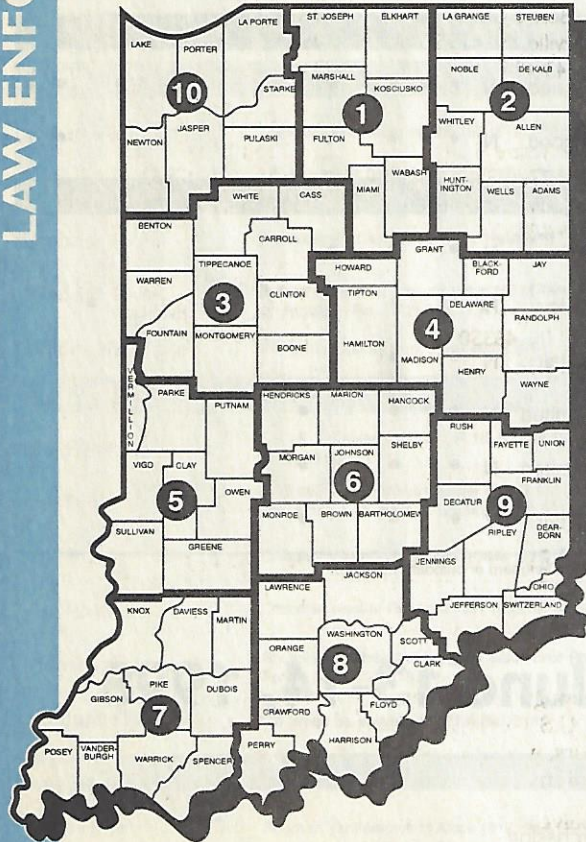 LAW ENFO
LA PORTE
ST. JOSEPH
ELKHART
LA GRANGE
STEUBEN
LAKE
PORTER
MARSHALL
KOSCIUSKO
NOBLE
DE KALB
10
STARKE
1
2
NEWTON
JASPER
PULASKI
FULTON
WHITLEY
ALLEN
MIAMI
WABASH
HUNT-
INGTON
WELLS
ADAMS
WHITE
CASS
BENTON
CARROLL
GRANT
HOWARD
BLACK-
FORD
JAY
WARREN
TIPPECANOE
3
CLINTON
TIPTON
4
DELAWARE
RANDOLPH
FOUNTAIN
MONTGOMERY
BOONE
HAMILTON
MADISON
HENRY
WAYNE
VERMILLION
PARKE
PUTNAM
HENDRICKS
MARION
HANCOCK
RUSH
FAYETTE
UNION
VIGO
CLAY
5
OWEN
MORGAN
JOHNSON
6
SHELBY
DECATUR
9
FRANKLIN
SULLIVAN
GREENE
MONROE
BROWN
BARTHOLOMEW
RIPLEY
DEAR-
BORN
JENNINGS
OHIO
JACKSON
LAWRENCE
JEFFERSON
SWITZERLAND
KNOX
DAVIESS
MARTIN
ORANGE
WASHINGTON
SCOTT
8
CLARK
PIKE
DUBOIS
GIBSON
7
CRAWFORD
FLOYD
HARRISON
POSEY
VANDER-
BURGH
WARRICK
SPENCER
PERRY